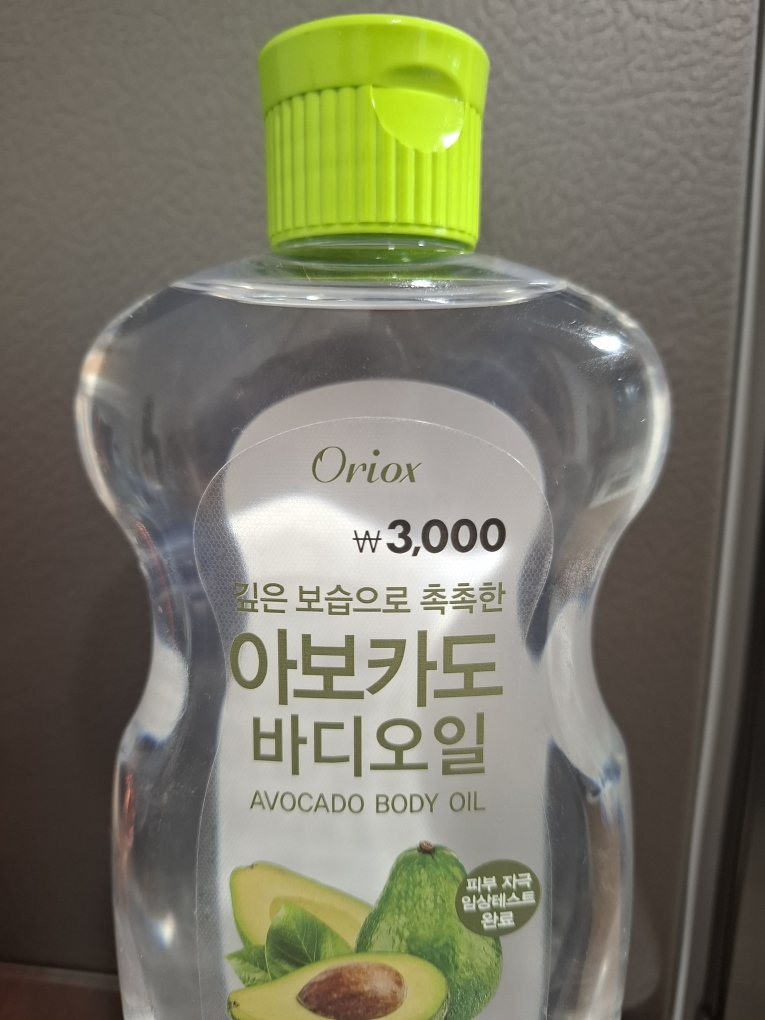 Oriox
₩3,000
깊은 보습으로 촉촉한
아보카도
바디오일
AVOCADO BODY OIL
피부 자극
임상테스트
완료